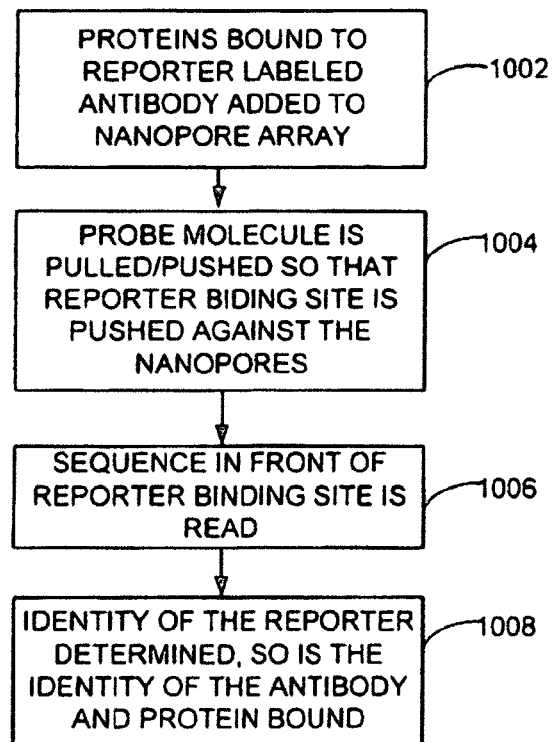 PROTEINS BOUND TO
REPORTER LABELED
ANTIBODY ADDED TO
NANOPORE ARRAY
1002
PROBE MOLECULE IS
PULLED/PUSHED SO THAT
REPORTER BIDING SITE IS
PUSHED AGAINST THE
NANOPORES
1004
SEQUENCE IN FRONT OF
REPORTER BINDING SITE IS
READ
1006
IDENTITY OF THE REPORTER
DETERMINED, SO IS THE
IDENTITY OF THE ANTIBODY
AND PROTEIN BOUND
1008